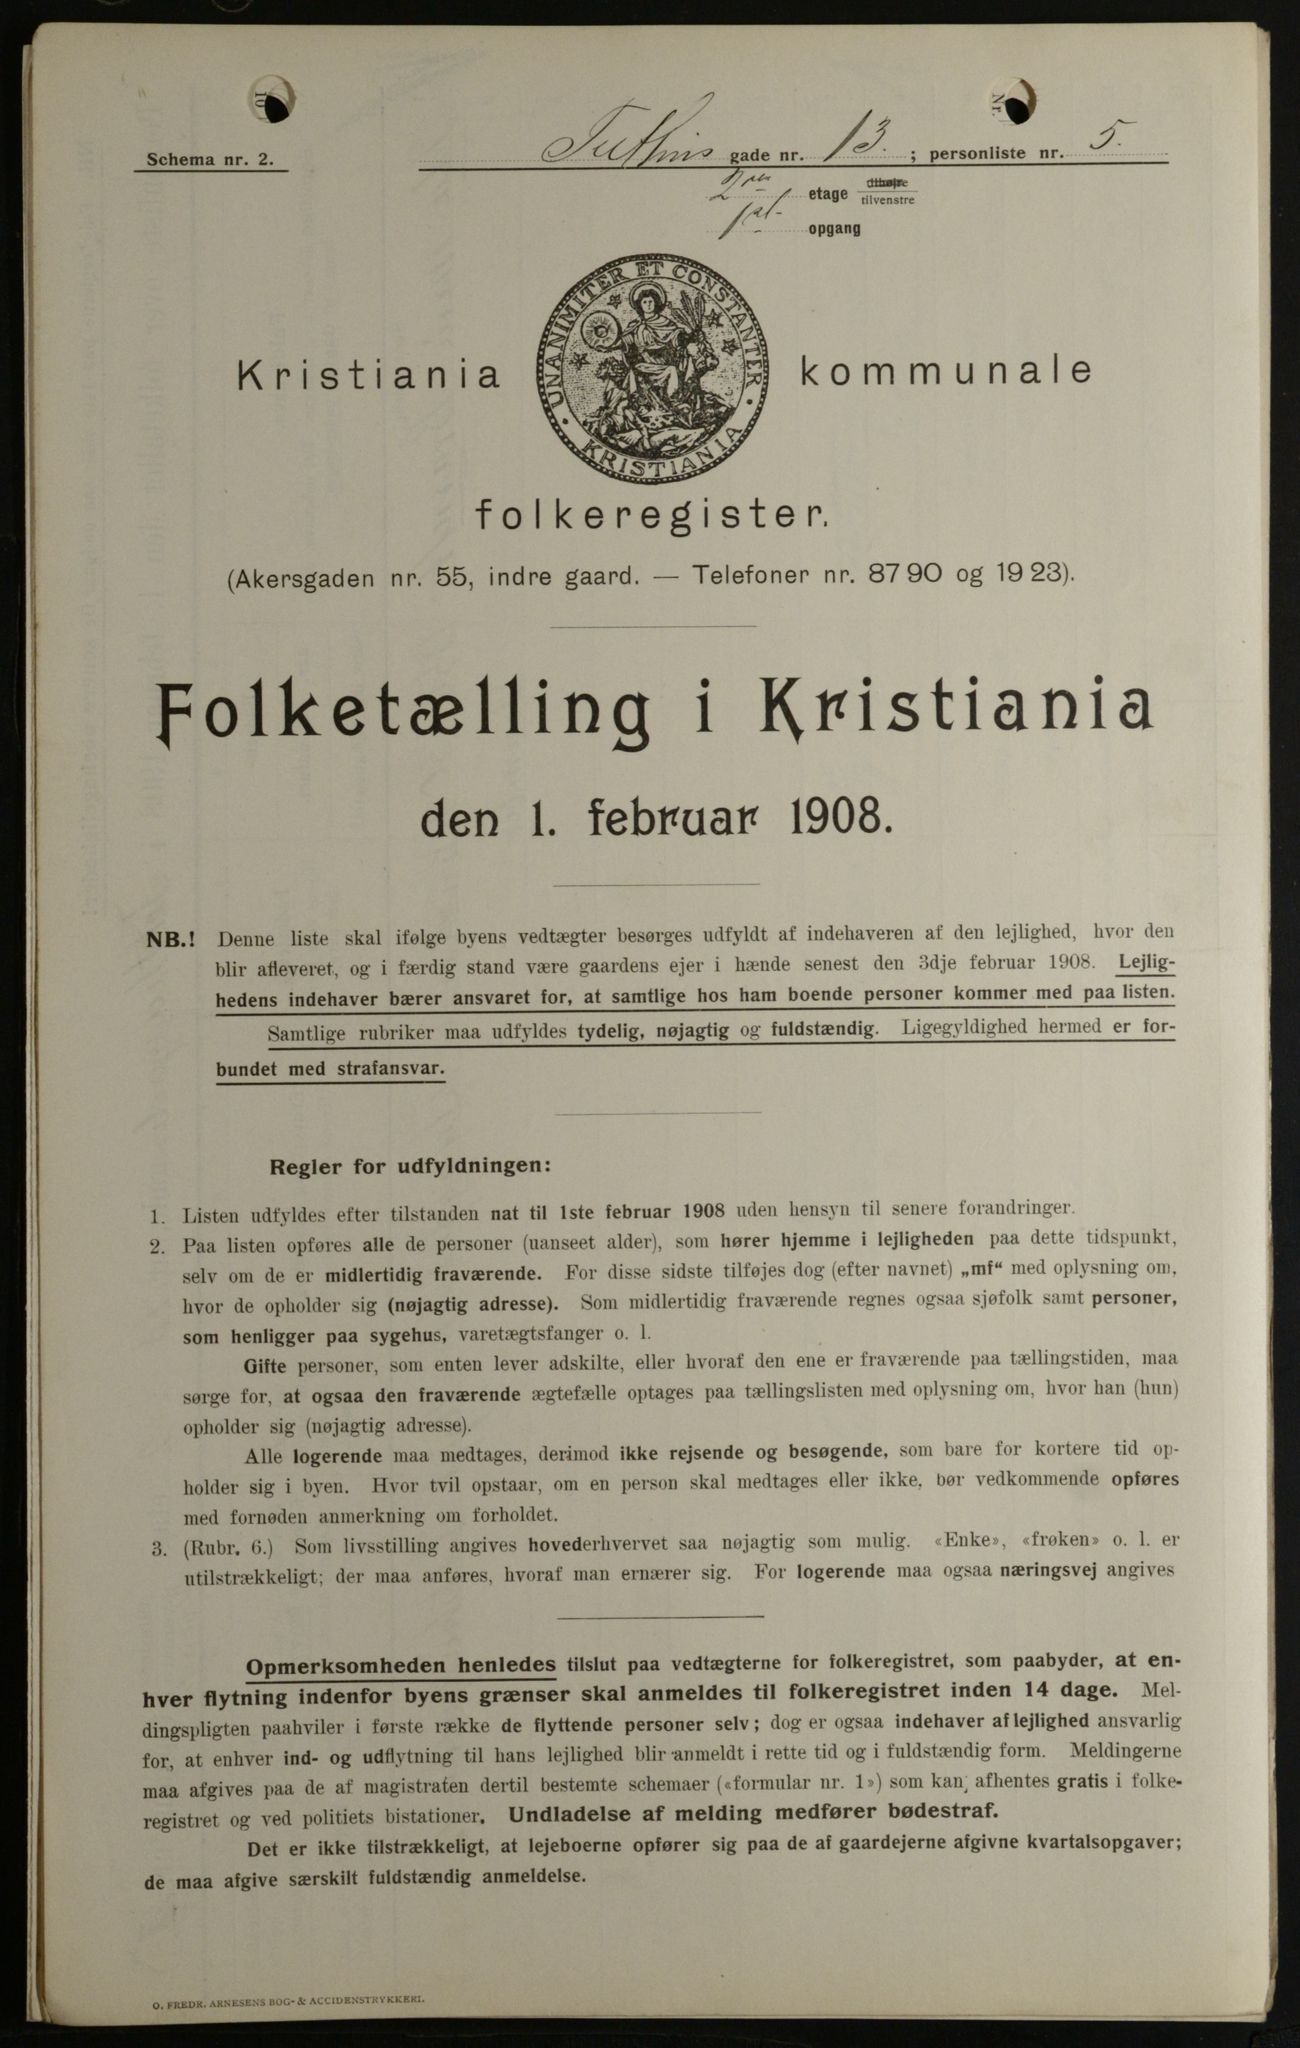 Schema nr. 2.
Tuthins gade nr. 13. ; personliste nr. 5.
2den etage tilhøjre
tilvenstre
1ste opgang
UNANIMITER ET CONSTANTER
KRISTIANIA
Kristiania kommunale
folkeregister.
(Akersgaden nr. 55, indre gaard. — Telefoner nr. 87 90 og 19 23).
Folketælling i Kristiania
den 1. februar 1908.
NB.! Denne liste skal ifølge byens vedtægter besørges udfyldt af indehaveren af den lejlighed, hvor den
blir afleveret, og i færdig stand være gaardens ejer i hænde senest den 3dje februar 1908. Lejlig-
hedens indehaver bærer ansvaret for, at samtlige hos ham boende personer kommer med paa listen.
Samtlige rubriker maa udfyldes tydelig, nøjagtig og fuldstændig. Ligegyldighed hermed er for-
bundet med strafansvar.
Regler for udfyldningen:
1. Listen udfyldes efter tilstanden nat til 1ste februar 1908 uden hensyn til senere forandringer.
2. Paa listen opføres alle de personer (uanseet alder), som hører hjemme i lejligheden paa dette tidspunkt,
selv om de er midlertidig fraværende. For disse sidste tilføjes dog (efter navnet) „mf“ med oplysning om,
hvor de opholder sig (nøjagtig adresse). Som midlertidig fraværende regnes ogsaa sjøfolk samt personer,
som henligger paa sygehus, varetægtsfanger o. l.
Gifte personer, som enten lever adskilte, eller hvoraf den ene er fraværende paa tællingstiden, maa
sørge for, at ogsaa den fraværende ægtefælle optages paa tællingslisten med oplysning om, hvor han (hun)
opholder sig (nøjagtig adresse).
Alle logerende maa medtages, derimod ikke rejsende og besøgende, som bare for kortere tid op-
holder sig i byen. Hvor tvil opstaar, om en person skal medtages eller ikke, bør vedkommende opføres
med fornøden anmerkning om forholdet.
3. (Rubr. 6.) Som livsstilling angives hovederhvervet saa nøjagtig som mulig. «Enke», «frøken» o. l. er
utilstrækkeligt; der maa anføres, hvoraf man ernærer sig. For logerende maa ogsaa næringsvej angives
Opmerksomheden henledes tilslut paa vedtægterne for folkeregistret, som paabyder, at en-
hver flytning indenfor byens grænser skal anmeldes til folkeregistret inden 14 dage. Mel-
dingspligten paahviler i første række de flyttende personer selv; dog er ogsaa indehaver af lejlighed ansvarlig
for, at enhver ind- og udflytning til hans lejlighed blir anmeldt i rette tid og i fuldstændig form. Meldingerne
maa afgives paa de af magistraten dertil bestemte schemaer («formular nr. 1») som kan afhentes gratis i folke-
registret og ved politiets bistationer. Undladelse af melding medfører bødestraf.
Det er ikke tilstrækkeligt, at lejeboerne opfører sig paa de af gaardejerne afgivne kvartalsopgaver;
de maa afgive særskilt fuldstændig anmeldelse.
O. FREDR. ARNESENS BOG- & ACCIDENSTRYKKERI.